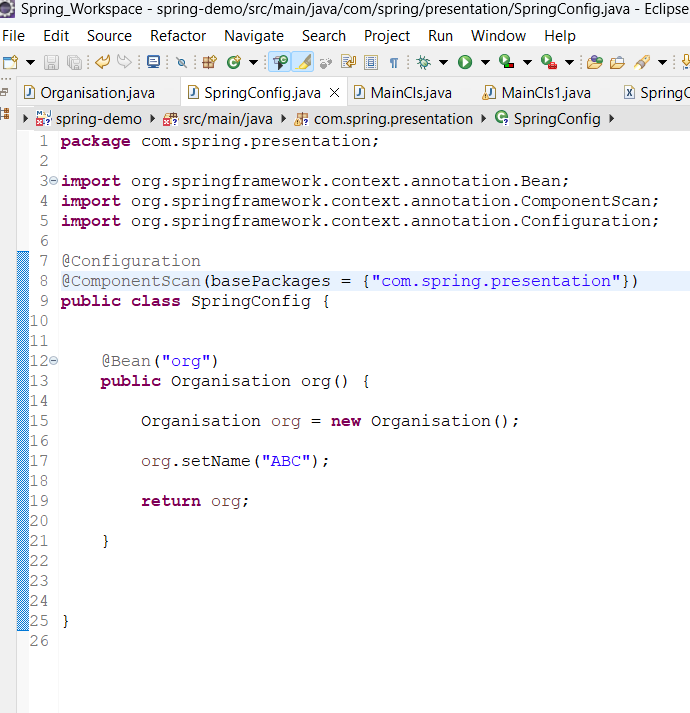 Spring_Workspace - spring-demo/src/main/java/com/spring/presentation/SpringConfig.java - Eclipse
File Edit Source Refactor Navigate Search Project Run Window Help
Organisation.java SpringConfig.java MainCls.java MainCls1.java SpringC
spring-demo src/main/java com.spring.presentation SpringConfig
1 package com.spring.presentation;
2
3 import org.springframework.context.annotation.Bean;
4 import org.springframework.context.annotation.ComponentScan;
5 import org.springframework.context.annotation.Configuration;
6
7 @Configuration
8 @ComponentScan(basePackages = {"com.spring.presentation"})
9 public class SpringConfig {
10
11
12 @Bean("org")
13 public Organisation org() {
14
15 Organisation org = new Organisation();
16
17 org.setName("ABC");
18
19 return org;
20
21 }
22
23
24
25 }
26